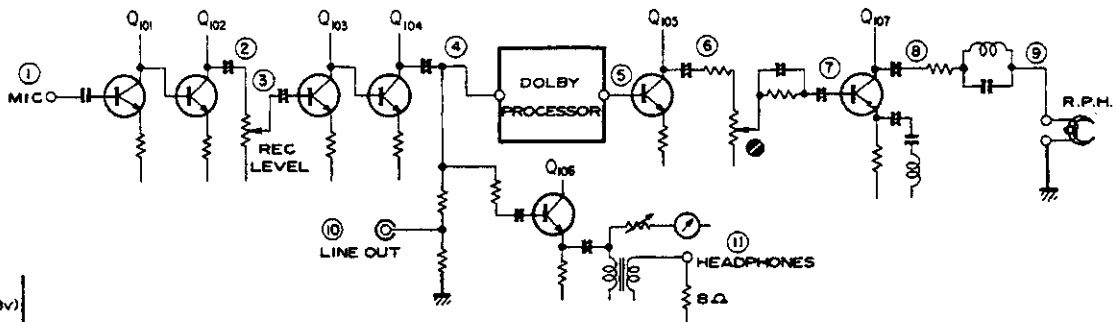 Q101
Q102
Q103
Q104
Q105
Q107
1
2
3
4
5
6
7
8
9
MIC
REC
LEVEL
DOLBY
PROCESSOR
R.P.H.
Q106
10
LINE OUT
11
HEADPHONES
8Ω
v)